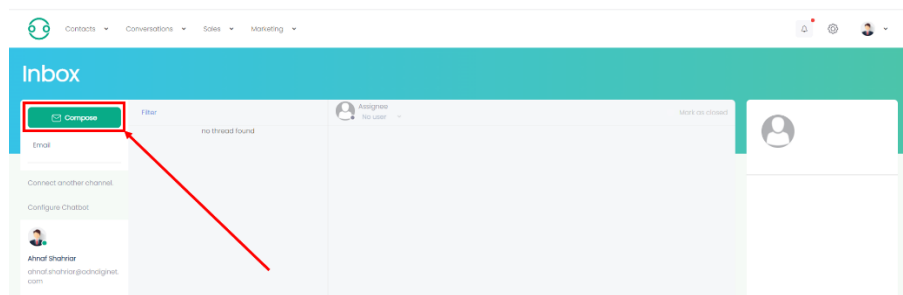 Contacts Conversations Sales Marketing
Inbox
Compose
Filter
Assignee
No user
Mark as closed
no thread found
Email
Connect another channel.
Configure Chatbot
Ahnaf Shahriar
ahnaf.shahriar@adndiginet.
com